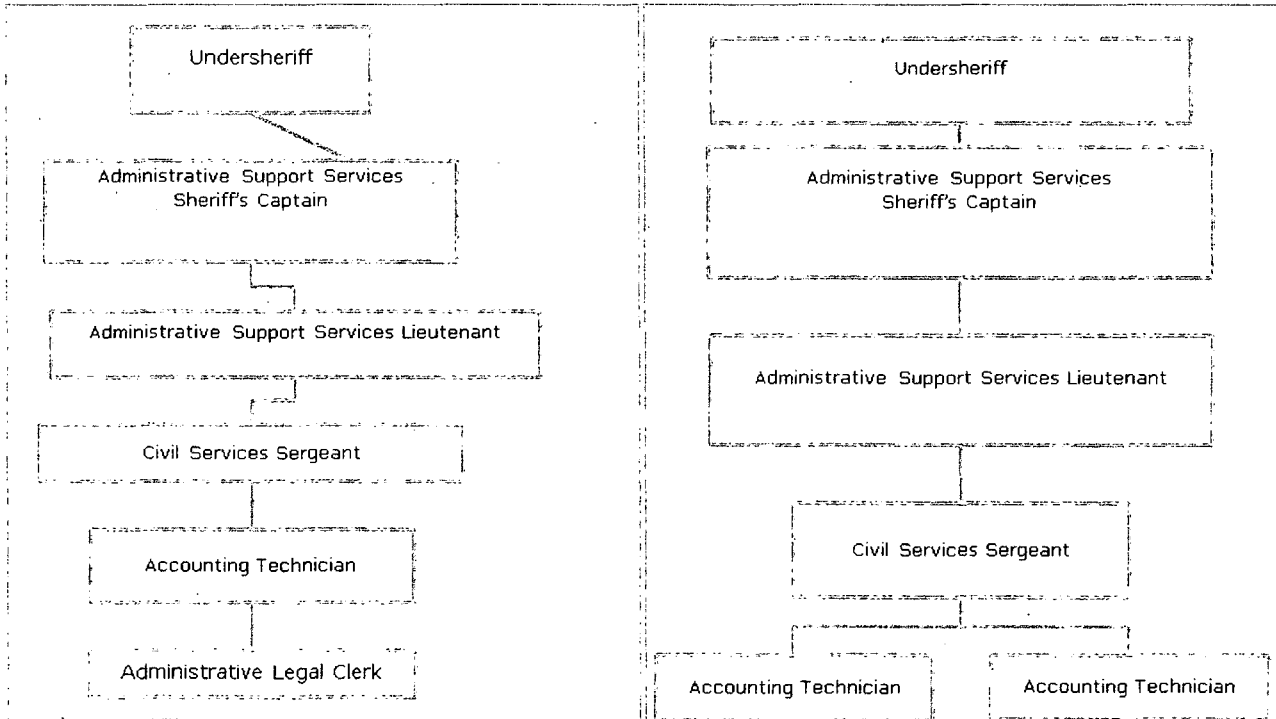 Undersheriff
Administrative Support Services
Sheriff's Captain
Administrative Support Services Lieutenant
Civil Services Sergeant
Accounting Technician
Administrative Legal Clerk
Undersheriff
Administrative Support Services
Sheriff's Captain
Administrative Support Services Lieutenant
Civil Services Sergeant
Accounting Technician
Accounting Technician